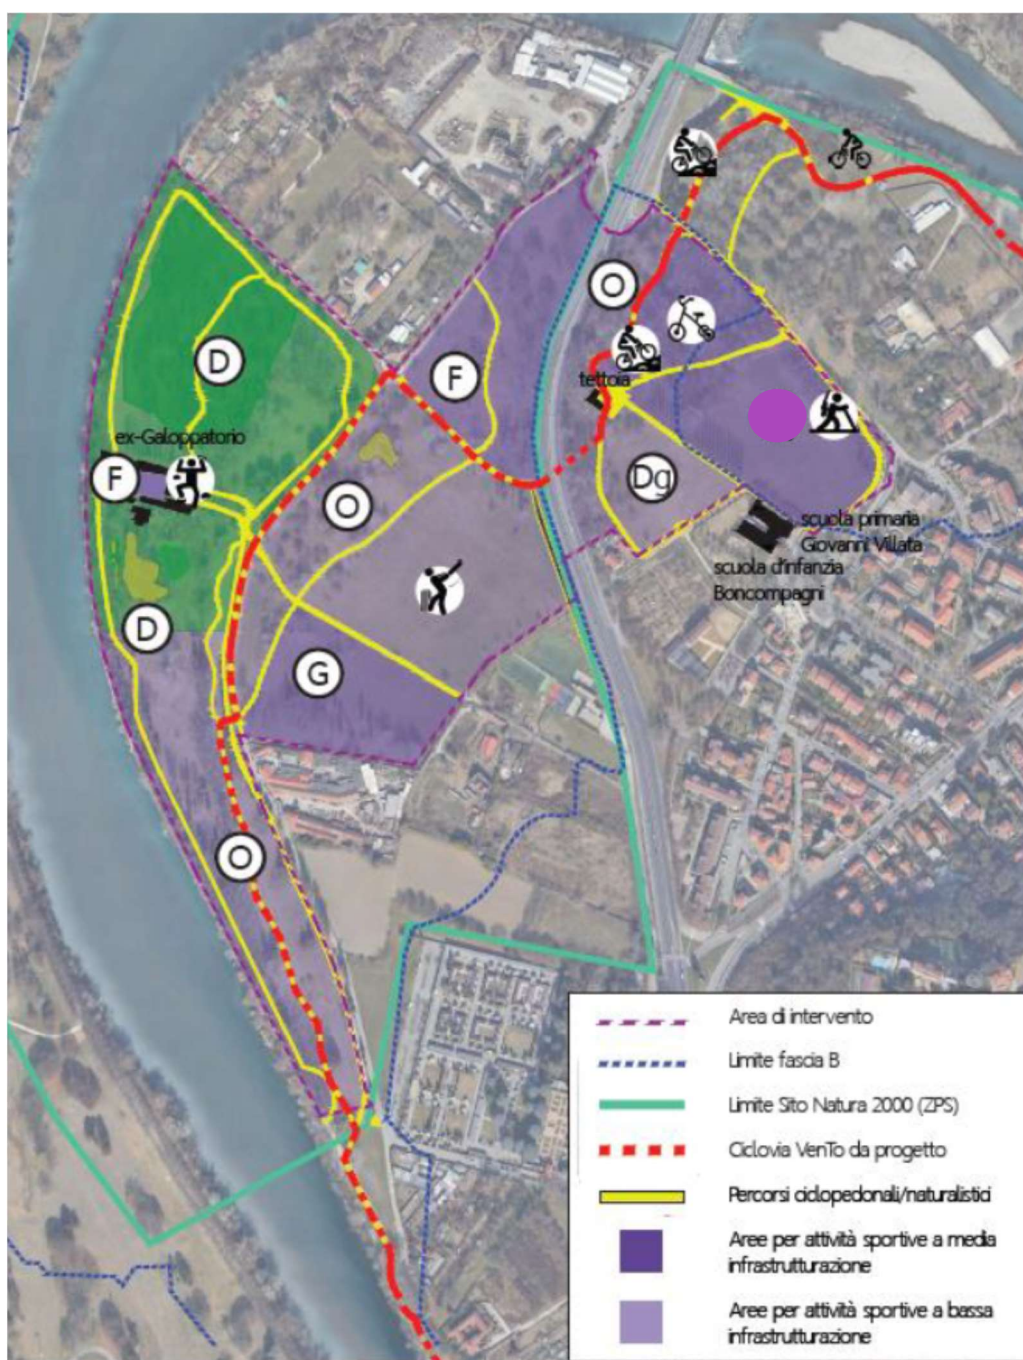 O
tettoia
F
D
ex-Galoppatorio
F
O
Dg
scuola primaria
Giovanni Villata
scuola d'infanzia
Boncompagni
D
G
O
Area di intervento
Limite fascia B
Limite Sito Natura 2000 (ZPS)
Ciclovia VenTo da progetto
Percorsi ciclopedonali/naturalistici
Aree per attività sportive a media
infrastrutturazione
Aree per attività sportive a bassa
infrastrutturazione